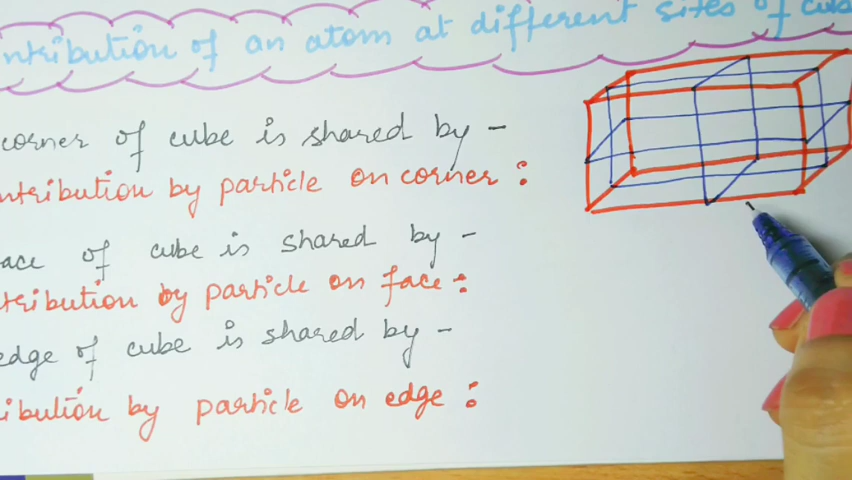 ntribution of an atom at different sites of cub
corner of cube is shared by -
ntribution by particle on corner :
ace of cube is shared by -
tribution by particle on face :
edge of cube is shared by -
ibution by particle on edge :